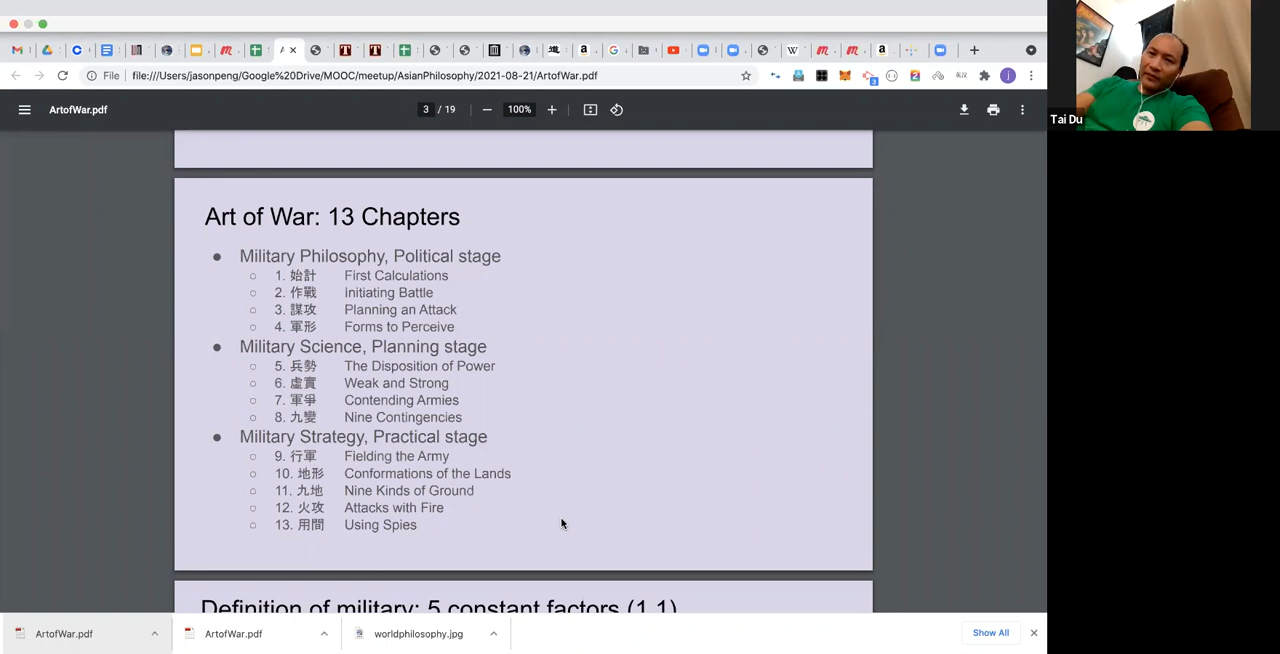 File
file:///Users/jasonpeng/Google%20Drive/MOOC/meetup/AsianPhilosophy/2021-08-21/ArtofWar.pdf
ArtofWar.pdf
3 / 19
100%
Tai Du
Art of War: 13 Chapters
● Military Philosophy, Political stage
○ 1. 始計 First Calculations
○ 2. 作戰 Initiating Battle
○ 3. 謀攻 Planning an Attack
○ 4. 軍形 Forms to Perceive
● Military Science, Planning stage
○ 5. 兵勢 The Disposition of Power
○ 6. 虛實 Weak and Strong
○ 7. 軍爭 Contending Armies
○ 8. 九變 Nine Contingencies
● Military Strategy, Practical stage
○ 9. 行軍 Fielding the Army
○ 10. 地形 Conformations of the Lands
○ 11. 九地 Nine Kinds of Ground
○ 12. 火攻 Attacks with Fire
○ 13. 用間 Using Spies
Definition of military: 5 constant factors (1.1)
ArtofWar.pdf
ArtofWar.pdf
worldphilosophy.jpg
Show All